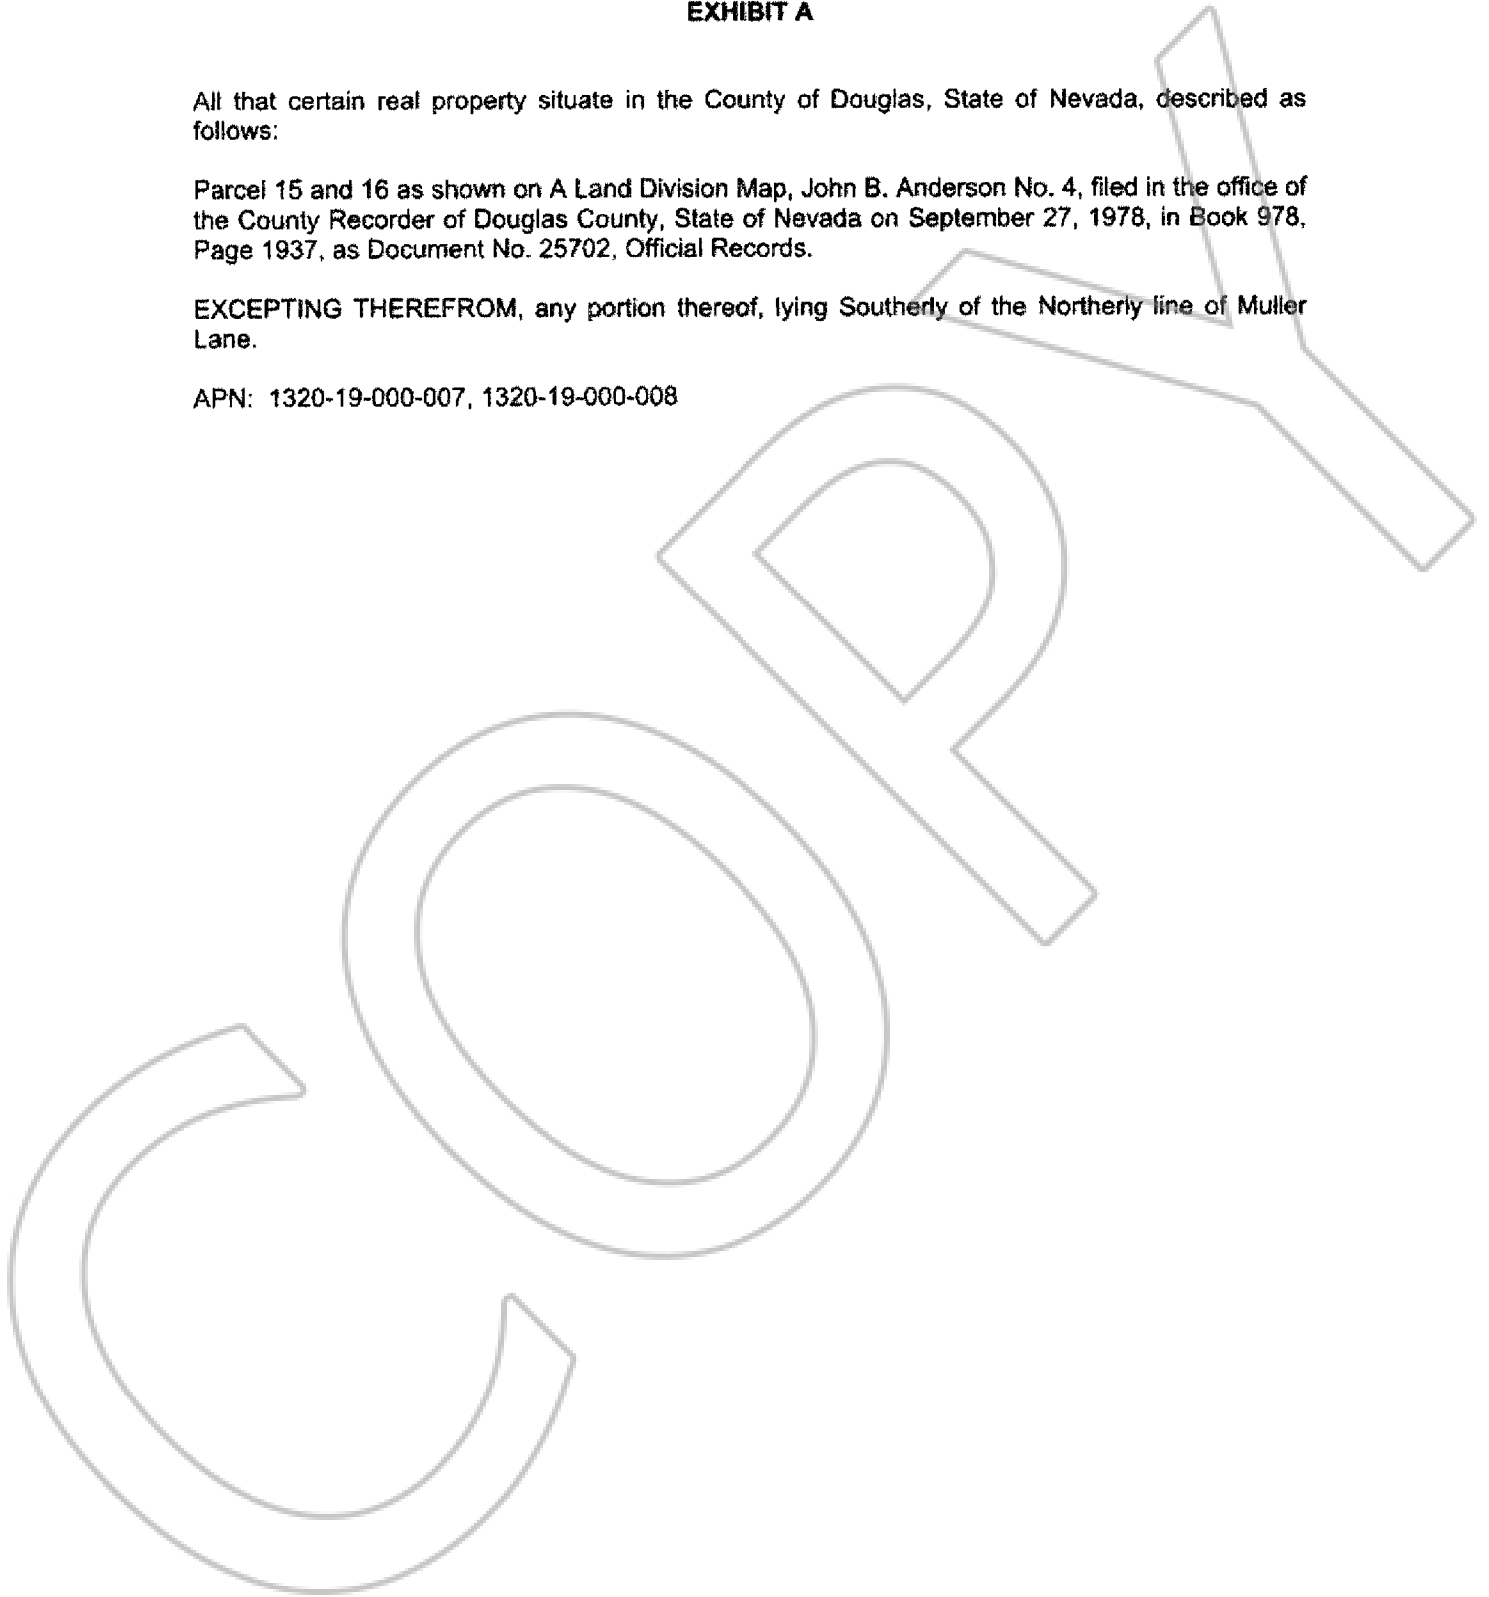 EXHIBIT A
All that certain real property situate in the County of Douglas, State of Nevada, described as
follows:
Parcel 15 and 16 as shown on A Land Division Map, John B. Anderson No. 4, filed in the office of
the County Recorder of Douglas County, State of Nevada on September 27, 1978, in Book 978,
Page 1937, as Document No. 25702, Official Records.
EXCEPTING THEREFROM, any portion thereof, lying Southerly of the Northerly line of Muller
Lane.
APN: 1320-19-000-007, 1320-19-000-008
COPY